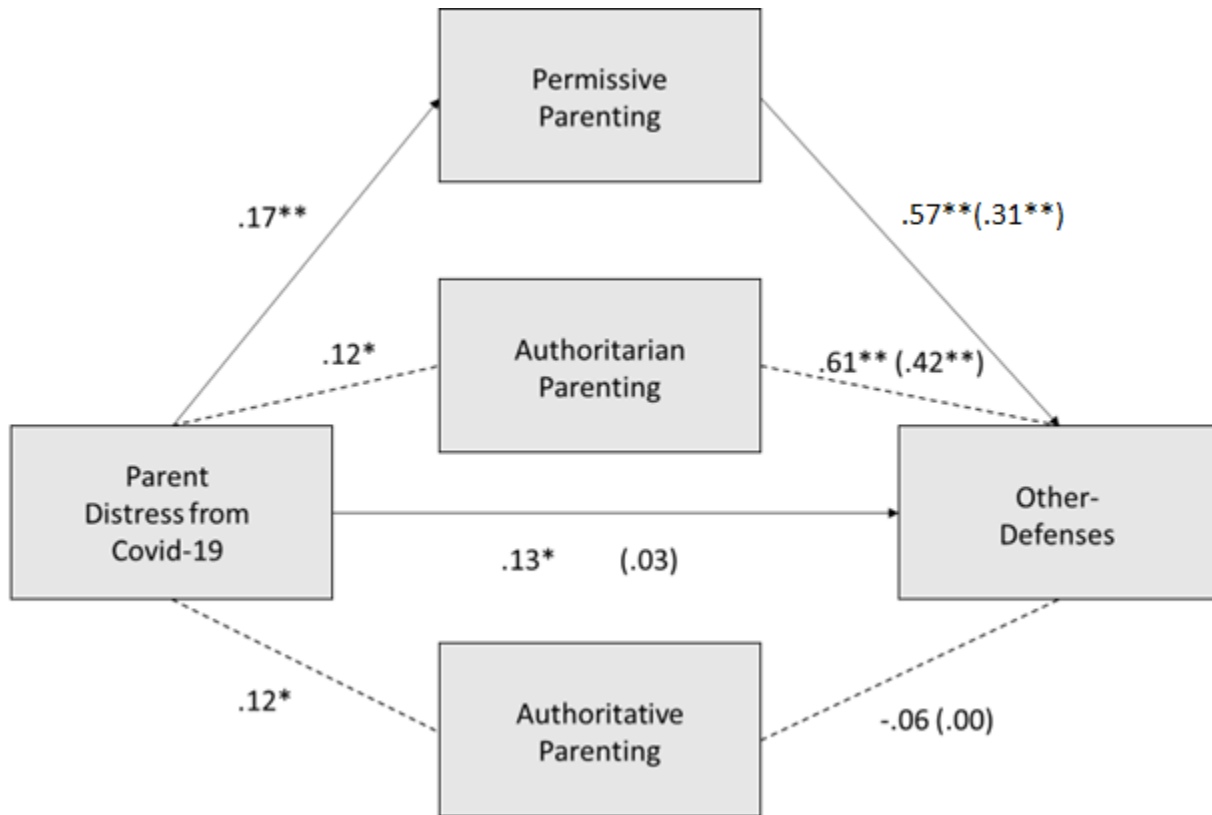 Permissive
Parenting
.17**
.57**(.31**)
Authoritarian
Parenting
.12*
.61** (.42**)
Parent
Distress from
Covid-19
Other-
Defenses
.13* (.03)
Authoritative
Parenting
.12*
-.06 (.00)